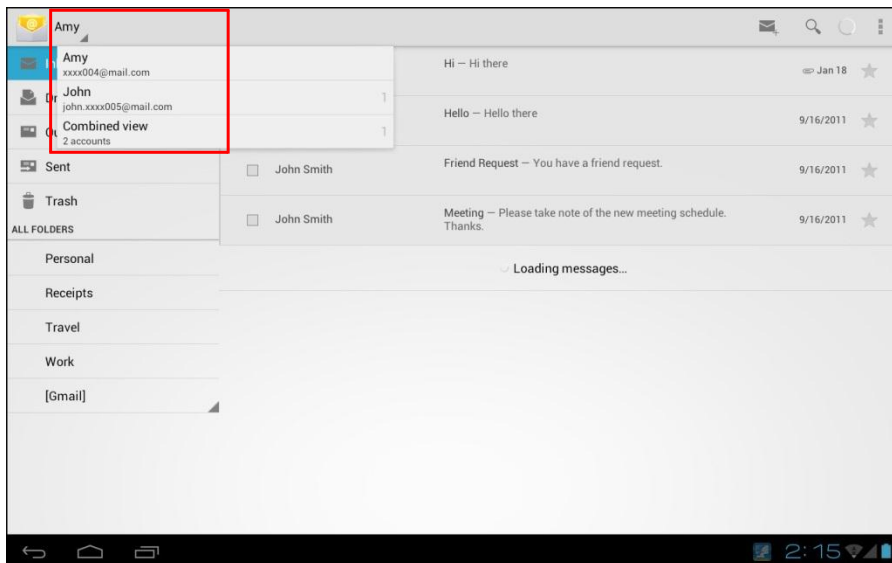 Amy
Amy
xxxx004@mail.com
John
john.xxxx005@mail.com
1
Combined view
2 accounts
1
Sent
Trash
ALL FOLDERS
Personal
Receipts
Travel
Work
[Gmail]
Hi – Hi there
Jan 18
Hello – Hello there
9/16/2011
John Smith
Friend Request – You have a friend request.
9/16/2011
John Smith
Meeting – Please take note of the new meeting schedule.
Thanks.
9/16/2011
Loading messages...
2:15